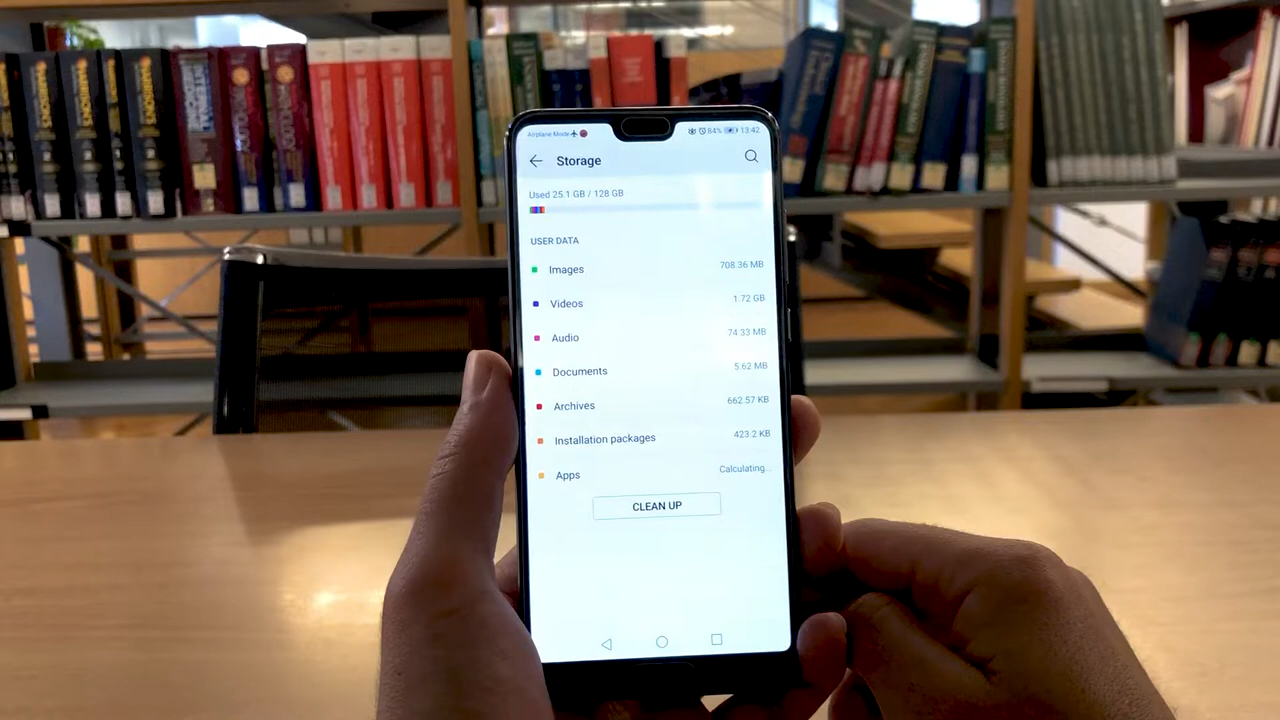 Airplane Mode 84% 13:42
Storage
Used 25.1 GB / 128 GB
USER DATA
Images 708.36 MB
Videos 1.72 GB
Audio 74.33 MB
Documents 5.62 MB
Archives 662.57 KB
Installation packages 423.2 KB
Apps Calculating...
CLEAN UP